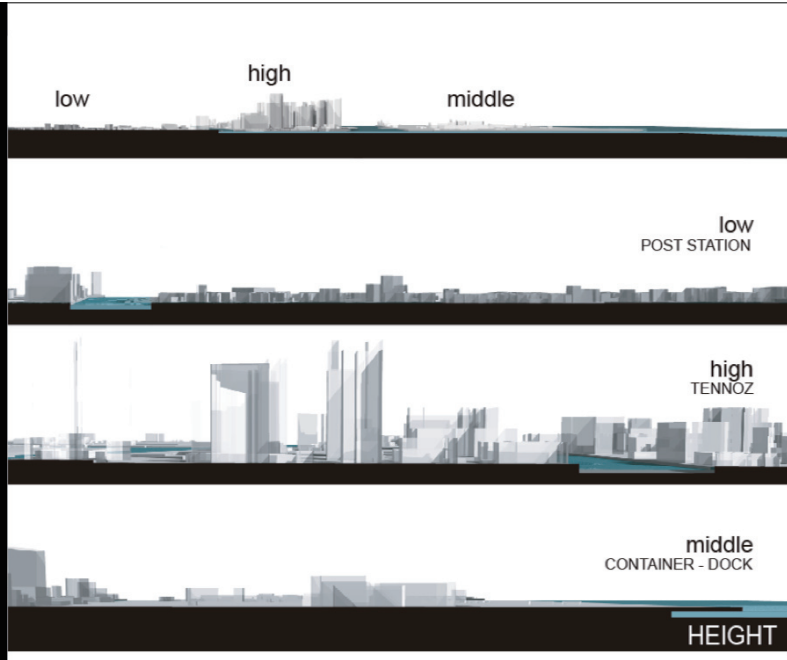 high
low
middle
low
POST STATION
high
TENNOZ
middle
CONTAINER - DOCK
HEIGHT